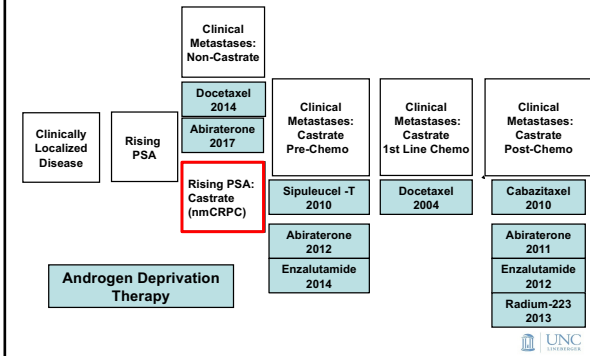 Clinical
Metastases:
Non-Castrate
Docetaxel
2014
Abiraterone
2017
Clinically
Localized
Disease
Rising
PSA
Rising PSA:
Castrate
(nmCRPC)
Clinical
Metastases:
Castrate
Pre-Chemo
Sipuleucel -T
2010
Abiraterone
2012
Enzalutamide
2014
Clinical
Metastases:
Castrate
1st Line Chemo
Docetaxel
2004
Clinical
Metastases:
Castrate
Post-Chemo
Cabazitaxel
2010
Abiraterone
2011
Enzalutamide
2012
Radium-223
2013
Androgen Deprivation
Therapy
UNC
LINEBERGER